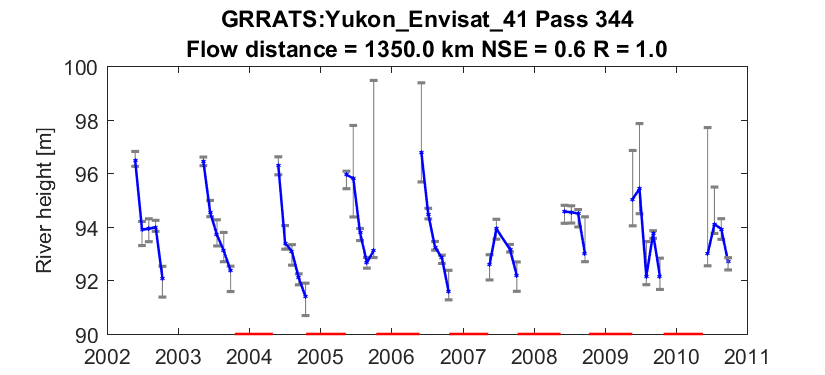 GRRATS:Yukon_Envisat_41 Pass 344
Flow distance = 1350.0 km NSE = 0.6 R = 1.0
River height [m]
100
98
96
94
92
90
2002 2003 2004 2005 2006 2007 2008 2009 2010 2011